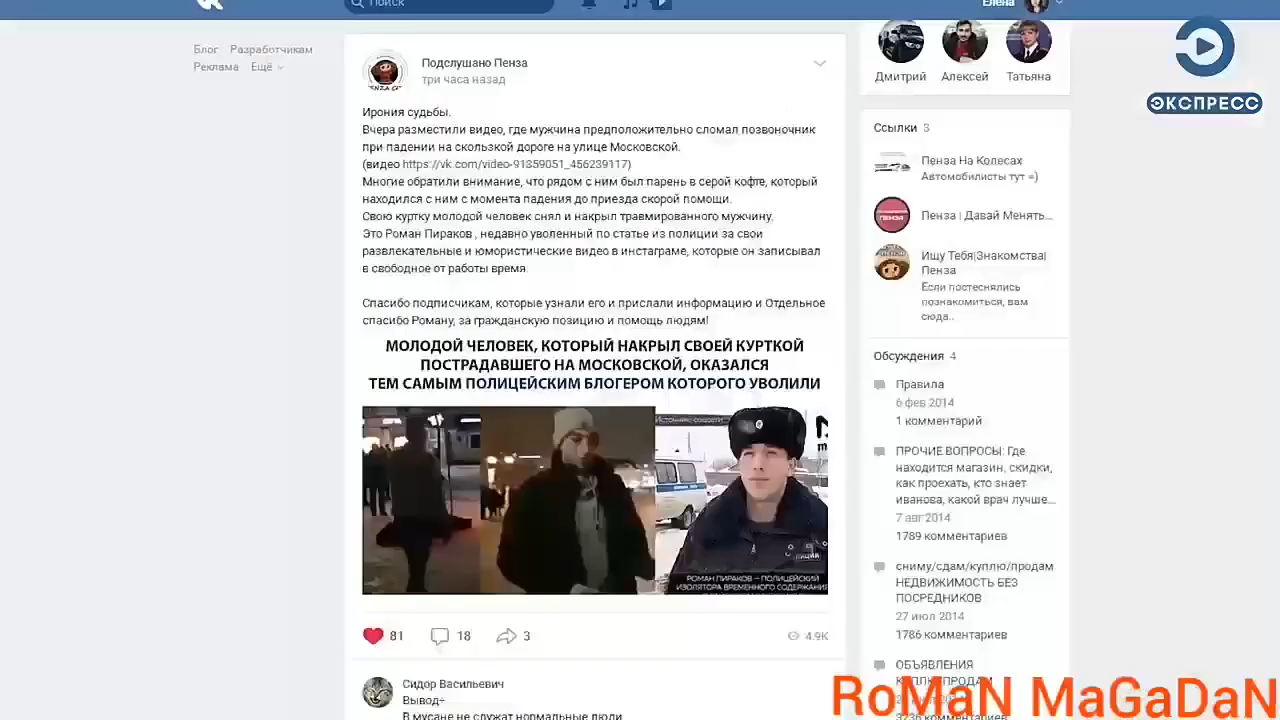 Поиск
Елена
Блог Разработчикам
Реклама Ещё
Подслушано Пенза
три часа назад
Ирония судьбы.
Вчера разместили видео, где мужчина предположительно сломал позвоночник
при падении на скользкой дороге на улице Московской.
(видео https://vk.com/video-91359051_456239117)
Многие обратили внимание, что рядом с ним был парень в серой кофте, который
находился с ним с момента падения до приезда скорой помощи.
Свою куртку молодой человек снял и накрыл травмированного мужчину.
Это Роман Пираков , недавно уволенный по статье из полиции за свои
развлекательные и юмористические видео в инстаграме, которые он записывал
в свободное от работы время.
Спасибо подписчикам, которые узнали его и прислали информацию и Отдельное
спасибо Роману, за гражданскую позицию и помощь людям!
МОЛОДОЙ ЧЕЛОВЕК, КОТОРЫЙ НАКРЫЛ СВОЕЙ КУРТКОЙ
ПОСТРАДАВШЕГО НА МОСКОВСКОЙ, ОКАЗАЛСЯ
ТЕМ САМЫМ ПОЛИЦЕЙСКИМ БЛОГЕРОМ КОТОРОГО УВОЛИЛИ
РОМАН ПИРАКОВ – ПОЛИЦЕЙСКИЙ
ИЗОЛЯТОРА ВРЕМЕННОГО СОДЕРЖАНИЯ
81 18 3 4.9K
Сидор Васильевич
Вывод÷
В мусане не служат нормальные люди
Дмитрий Алексей Татьяна
Ссылки 3
Пенза На Колесах
Автомобилисты тут =)
ПЕНЗА
Пенза | Давай Менять...
Ищу Тебя|Знакомства|
Пенза
Если постеснялись
познакомиться, вам
сюда..
Обсуждения 4
Правила
6 фев 2014
1 комментарий
ПРОЧИЕ ВОПРОСЫ: Где
находится магазин, скидки,
как проехать, кто знает
иванова, какой врач лучше...
7 авг 2014
1789 комментариев
сниму/сдам/куплю/продам
НЕДВИЖИМОСТЬ БЕЗ
ПОСРЕДНИКОВ
27 июл 2014
1786 комментариев
ОБЪЯВЛЕНИЯ
3236 комментариев
ЭКСПРЕСС
RoMaN MaGaDaN